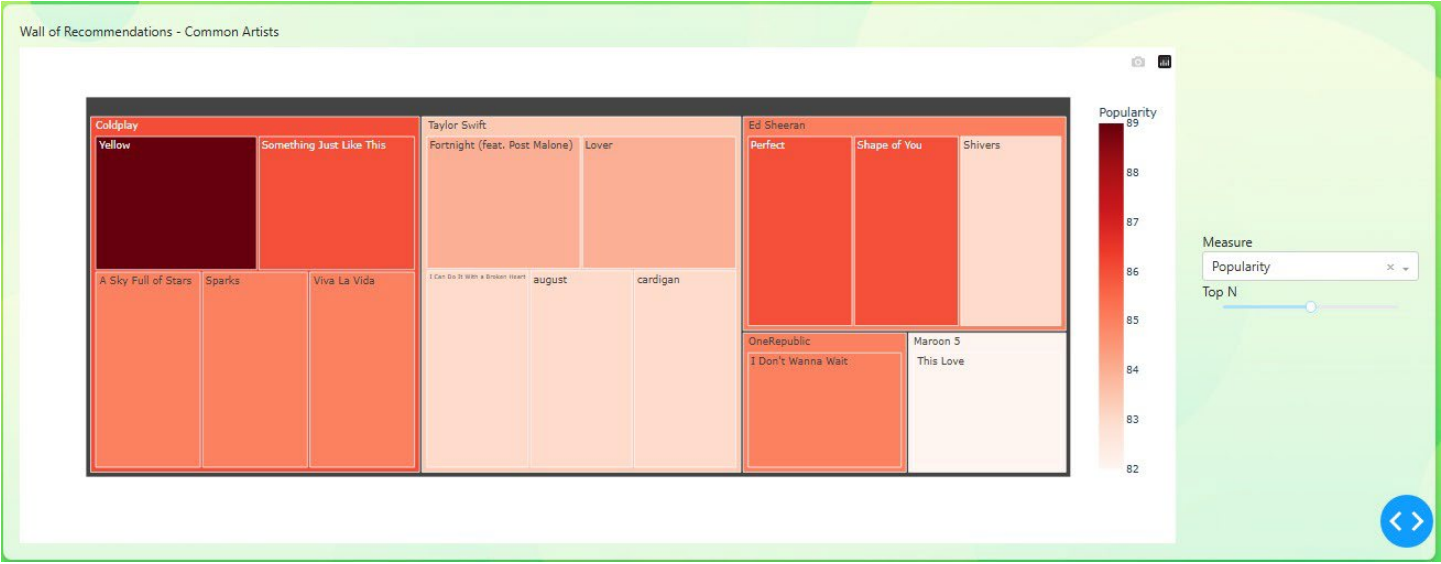 Wall of Recommendations - Common Artists
Popularity
89
88
87
86
85
84
83
82
Coldplay
Yellow
Something Just Like This
A Sky Full of Stars
Sparks
Viva La Vida
Taylor Swift
Fortnight (feat. Post Malone)
Lover
I Can Do It With a Broken Heart
august
cardigan
Ed Sheeran
Perfect
Shape of You
Shivers
OneRepublic
I Don't Wanna Wait
Maroon 5
This Love
Measure
Popularity
Top N